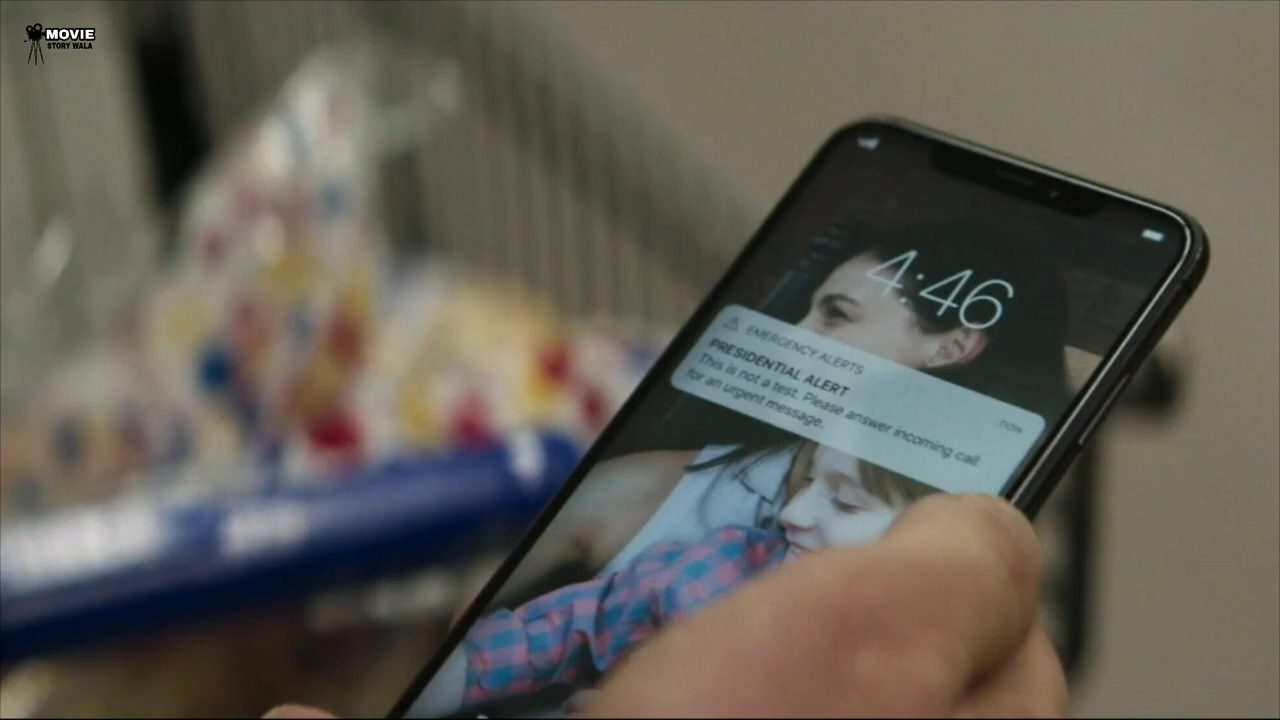 MOVIE
STORY WALA
4:46
EMERGENCY ALERTS
now
PRESIDENTIAL ALERT
This is not a test. Please answer incoming call
for an urgent message.